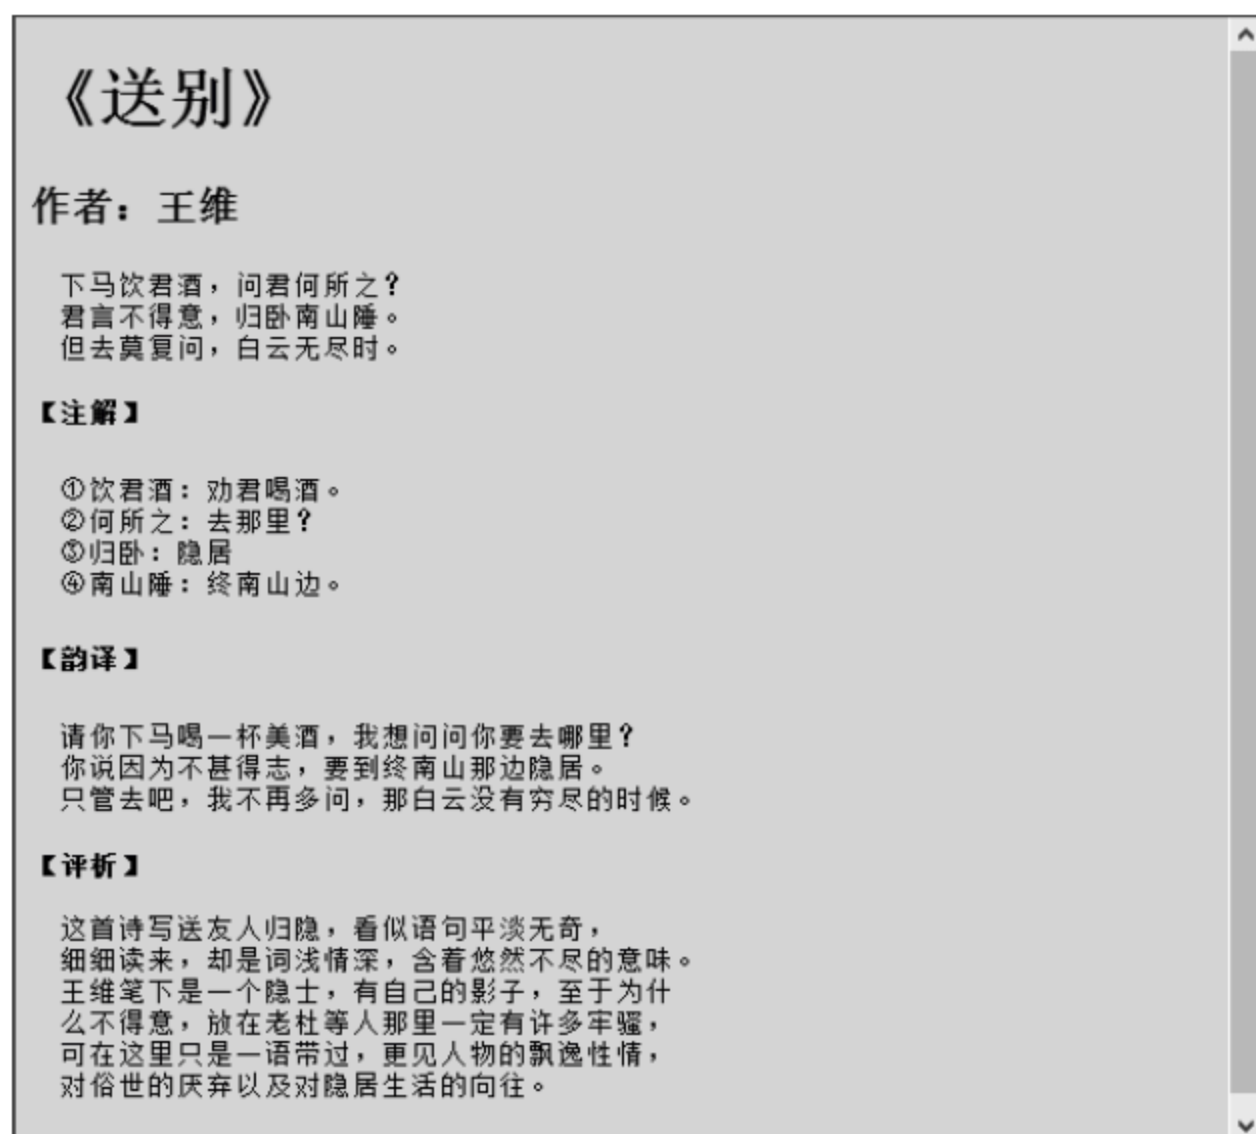 《送别》
作者：王维
下马饮君酒，问君何所之？
君言不得意，归卧南山陲。
但去莫复问，白云无尽时。
【注解】
①饮君酒：劝君喝酒。
②何所之：去那里？
③归卧：隐居
④南山陲：终南山边。
【韵译】
请你下马喝一杯美酒，我想问问你要去哪里？
你说因为不甚得志，要到终南山那边隐居。
只管去吧，我不再多问，那白云没有穷尽的时候。
【评析】
这首诗写送友人归隐，看似语句平淡无奇，
细细读来，却是词浅情深，含着悠然不尽的意味。
王维笔下是一个隐士，有自己的影子，至于为什
么不得意，放在老杜等人那里一定有许多牢骚，
可在这里只是一语带过，更见人物的飘逸性情，
对俗世的厌弃以及对隐居生活的向往。